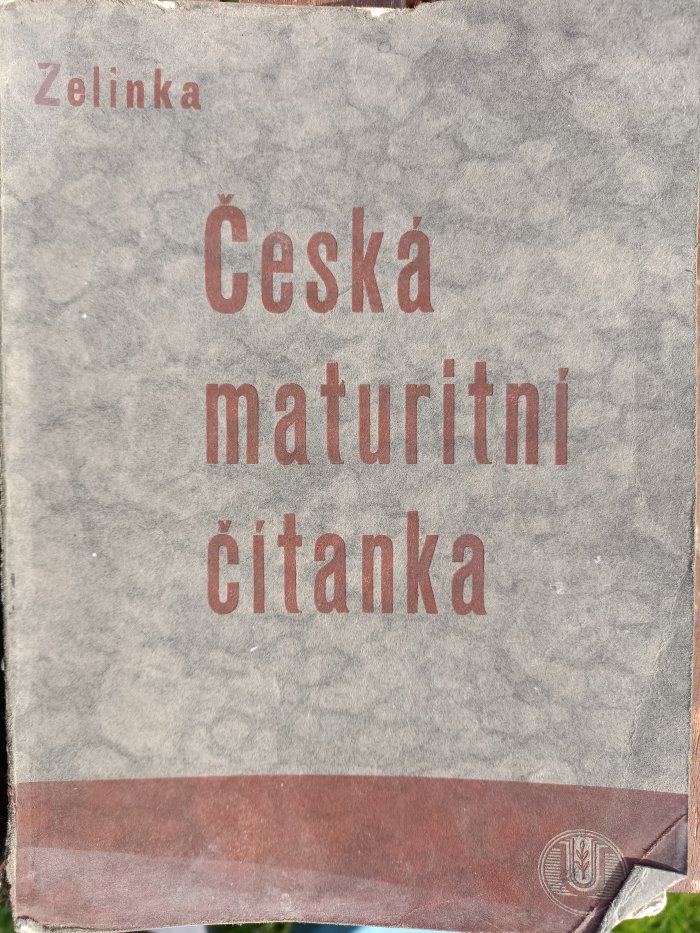 Zelinka
Česká
maturitní
čítanka
U